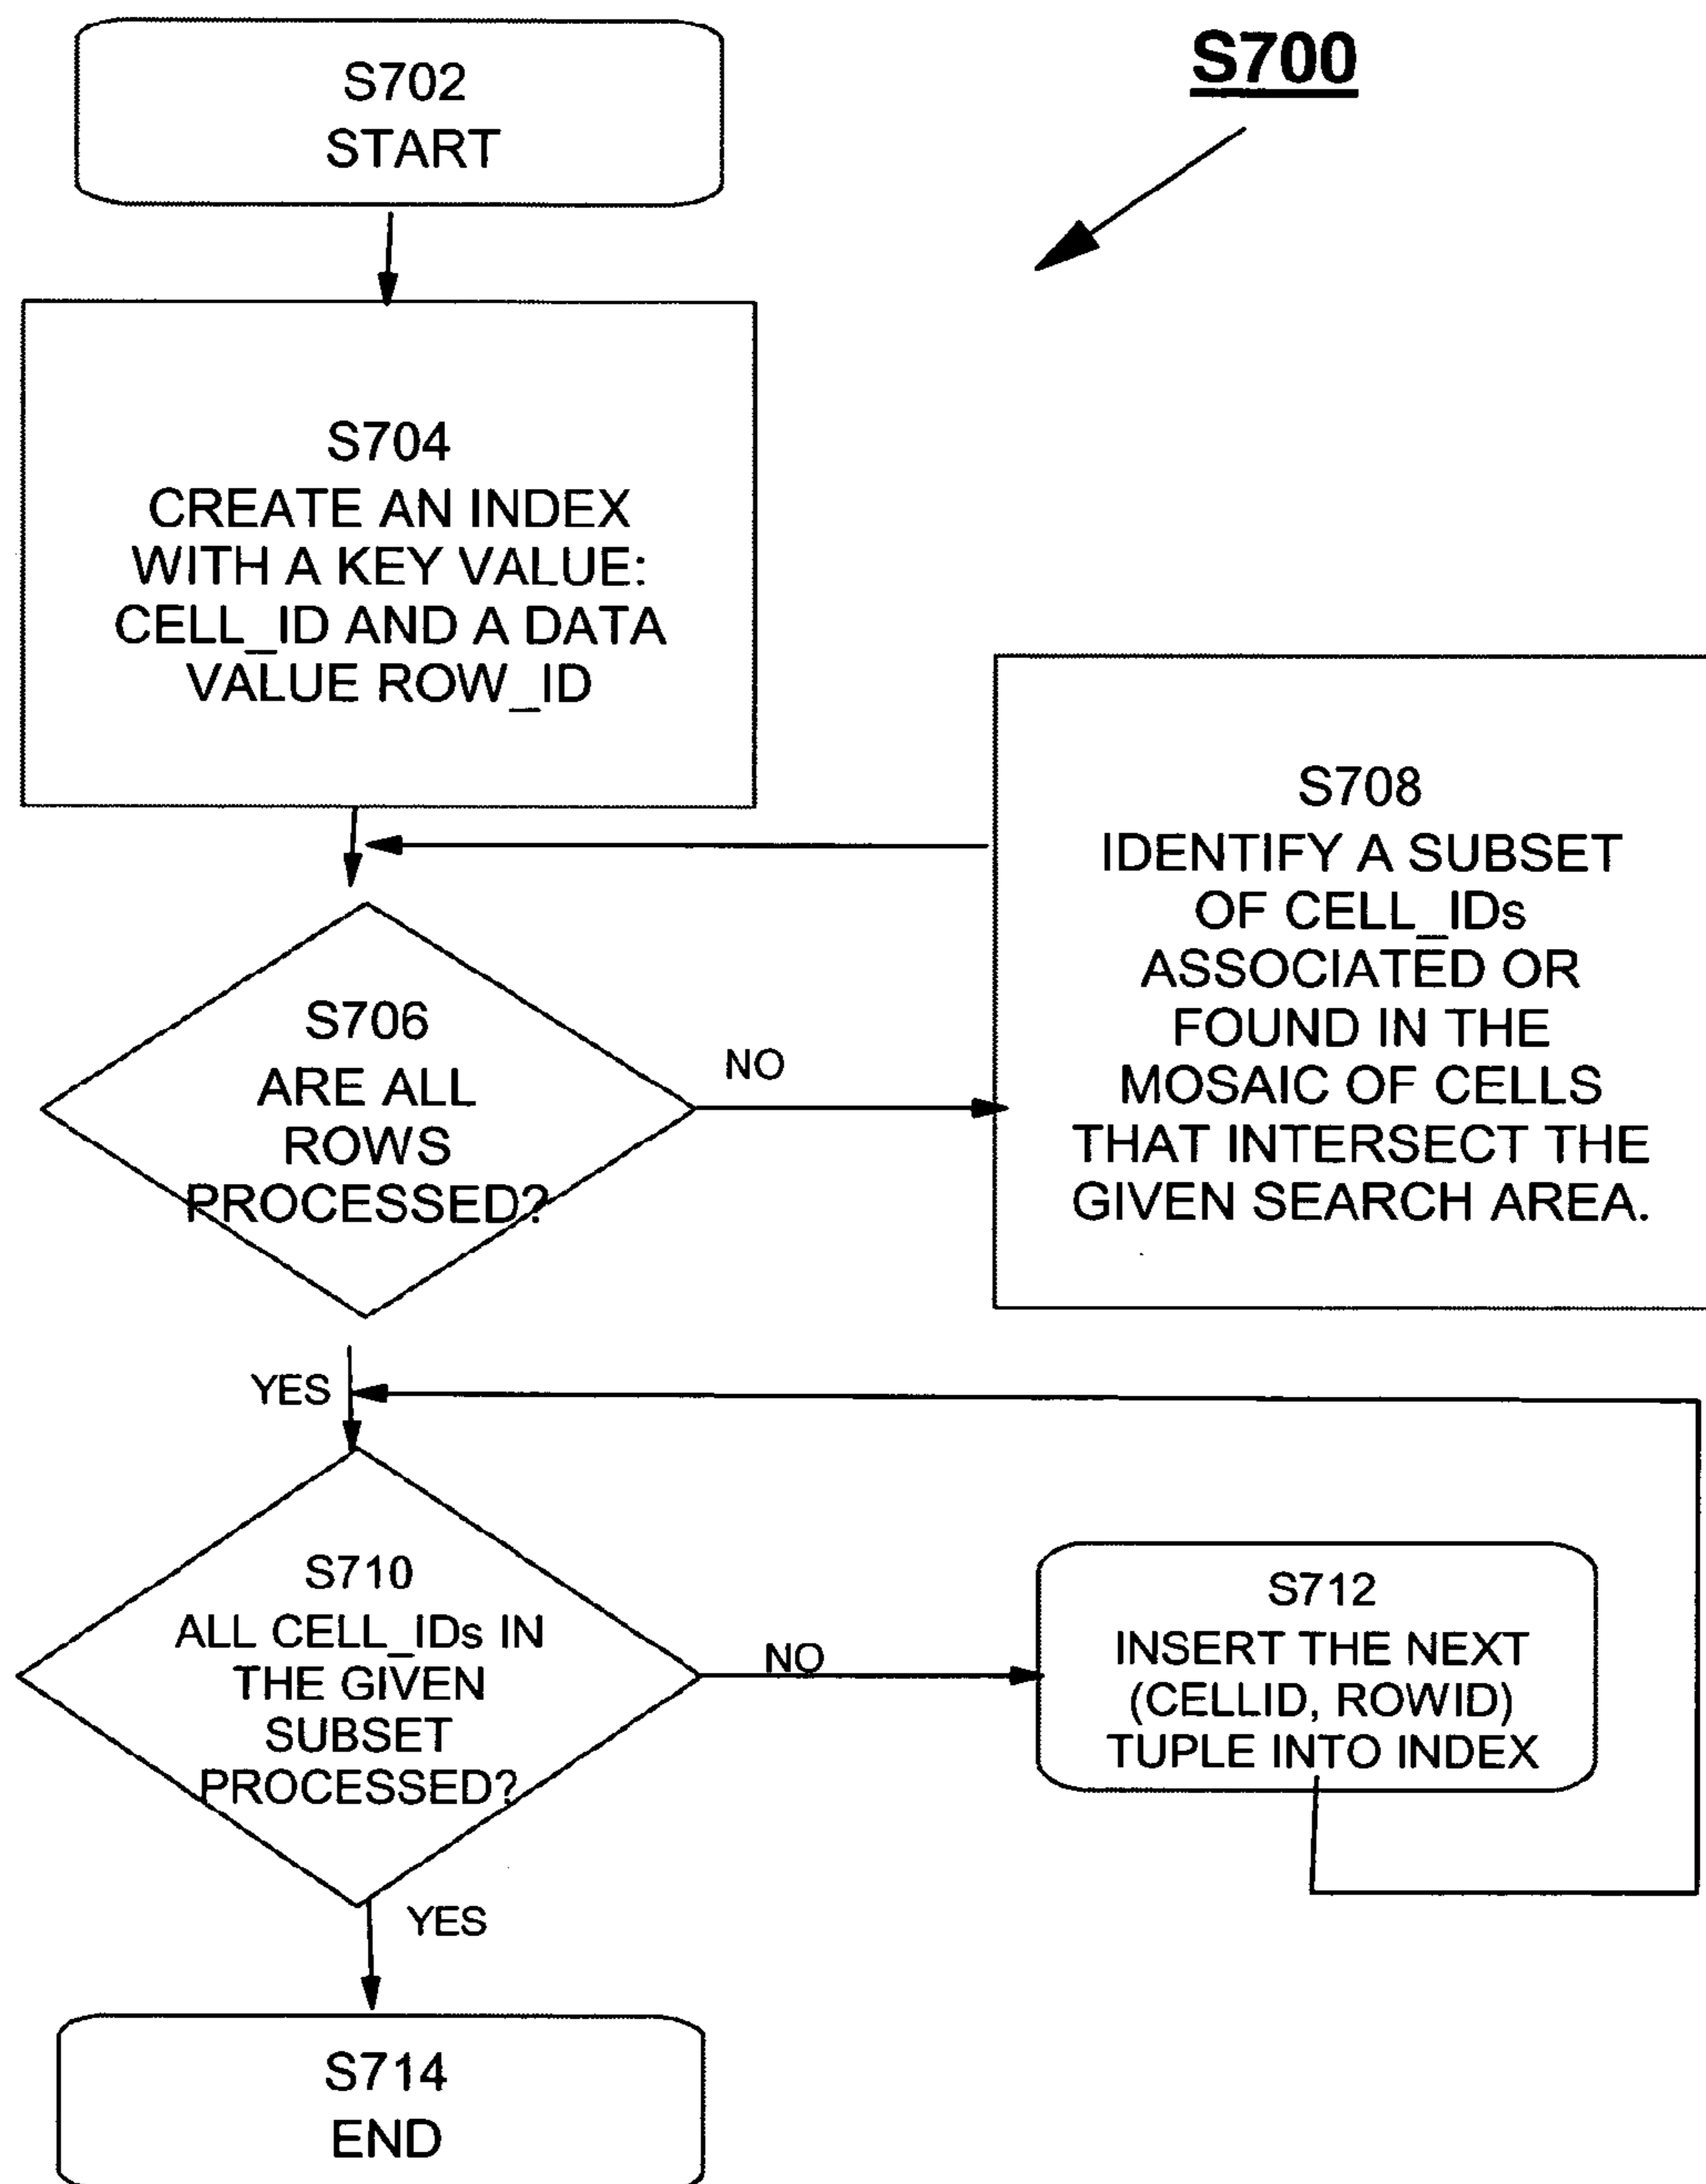 S700
S702
START
S704
CREATE AN INDEX
WITH A KEY VALUE:
CELL_ID AND A DATA
VALUE ROW_ID
S706
ARE ALL
ROWS
PROCESSED?
NO
S708
IDENTIFY A SUBSET
OF CELL_IDs
ASSOCIATED OR
FOUND IN THE
MOSAIC OF CELLS
THAT INTERSECT THE
GIVEN SEARCH AREA.
YES
S710
ALL CELL_IDs IN
THE GIVEN
SUBSET
PROCESSED?
NO
S712
INSERT THE NEXT
(CELLID, ROWID)
TUPLE INTO INDEX
YES
S714
END